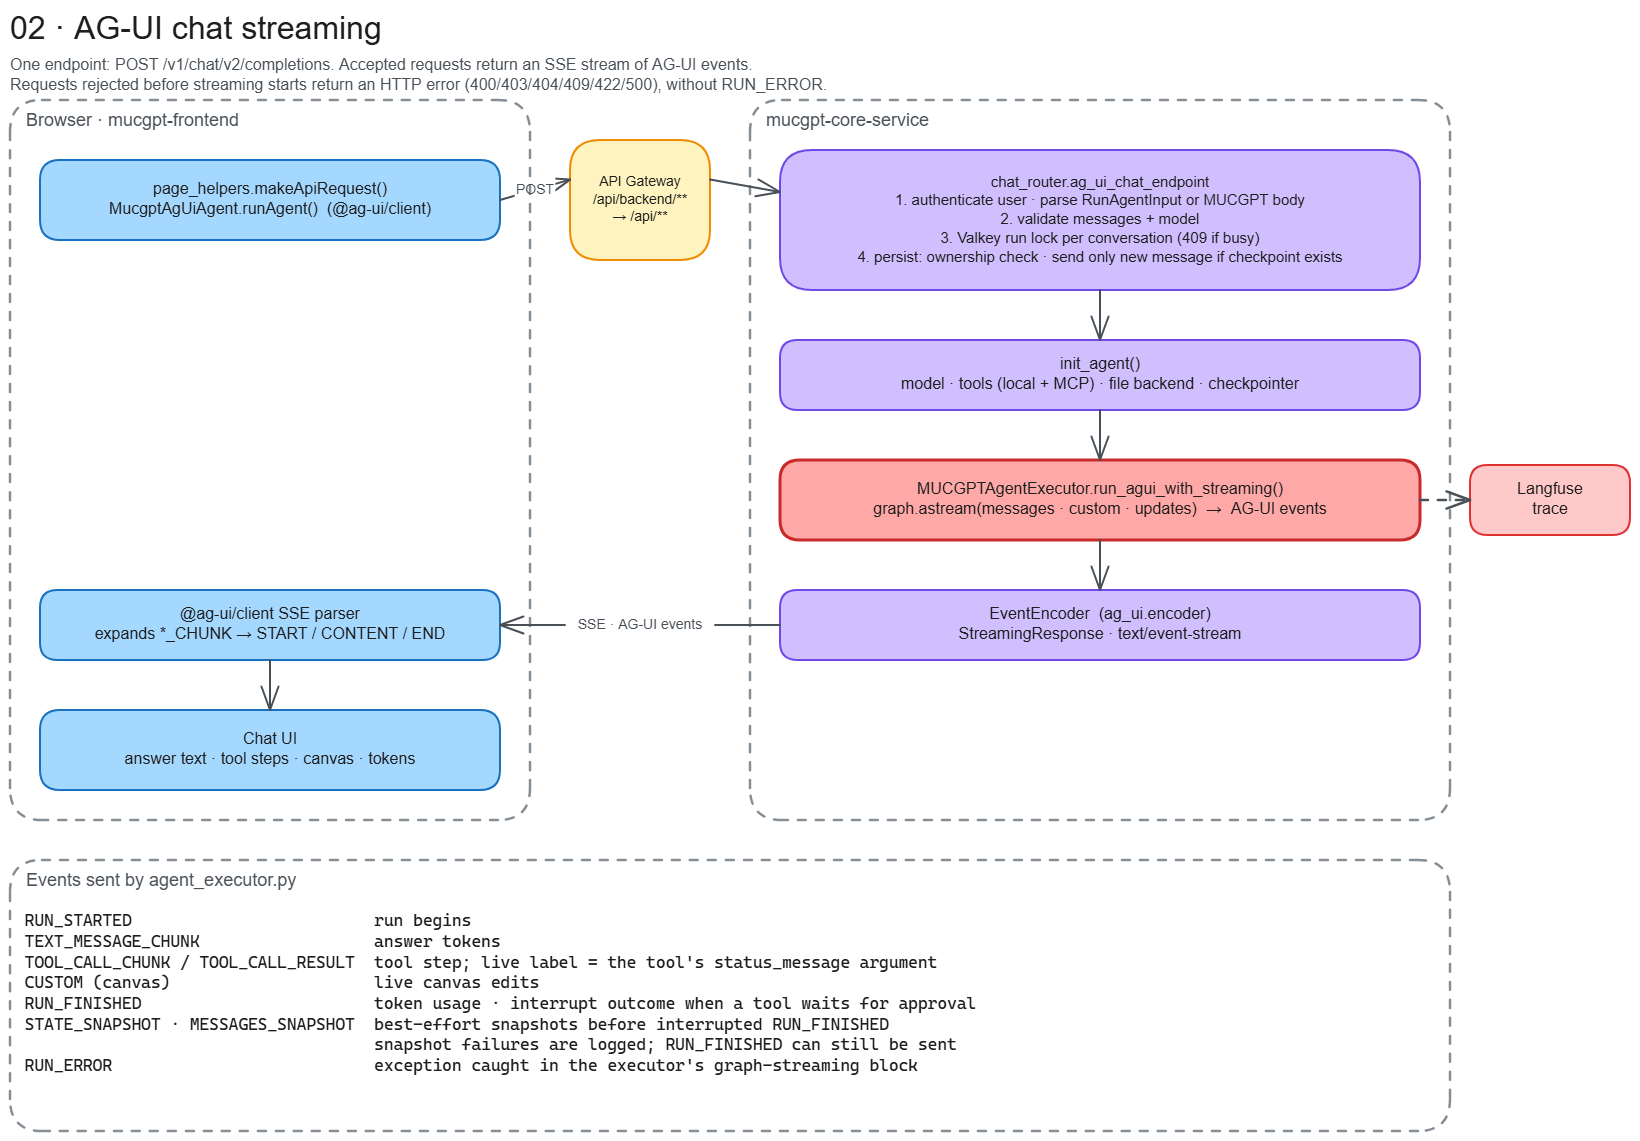 02 · AG-UI chat streaming
One endpoint: POST /v1/chat/v2/completions. Accepted requests return an SSE stream of AG-UI events.
Requests rejected before streaming starts return an HTTP error (400/403/404/409/422/500), without RUN_ERROR.
Browser · mucgpt-frontend
page_helpers.makeApiRequest()
MucgptAgUiAgent.runAgent()  (@ag-ui/client)
POST
API Gateway
/api/backend/**
→ /api/**
mucgpt-core-service
chat_router.ag_ui_chat_endpoint
1. authenticate user · parse RunAgentInput or MUCGPT body
2. validate messages + model
3. Valkey run lock per conversation (409 if busy)
4. persist: ownership check · send only new message if checkpoint exists
init_agent()
model · tools (local + MCP) · file backend · checkpointer
MUCGPTAgentExecutor.run_agui_with_streaming()
graph.astream(messages · custom · updates)  →  AG-UI events
Langfuse
trace
EventEncoder  (ag_ui.encoder)
StreamingResponse · text/event-stream
SSE · AG-UI events
@ag-ui/client SSE parser
expands *_CHUNK → START / CONTENT / END
Chat UI
answer text · tool steps · canvas · tokens
Events sent by agent_executor.py
RUN_STARTED run begins
TEXT_MESSAGE_CHUNK answer tokens
TOOL_CALL_CHUNK / TOOL_CALL_RESULT tool step; live label = the tool's status_message argument
CUSTOM (canvas) live canvas edits
RUN_FINISHED token usage · interrupt outcome when a tool waits for approval
STATE_SNAPSHOT · MESSAGES_SNAPSHOT best-effort snapshots before interrupted RUN_FINISHED
snapshot failures are logged; RUN_FINISHED can still be sent
RUN_ERROR exception caught in the executor's graph-streaming block